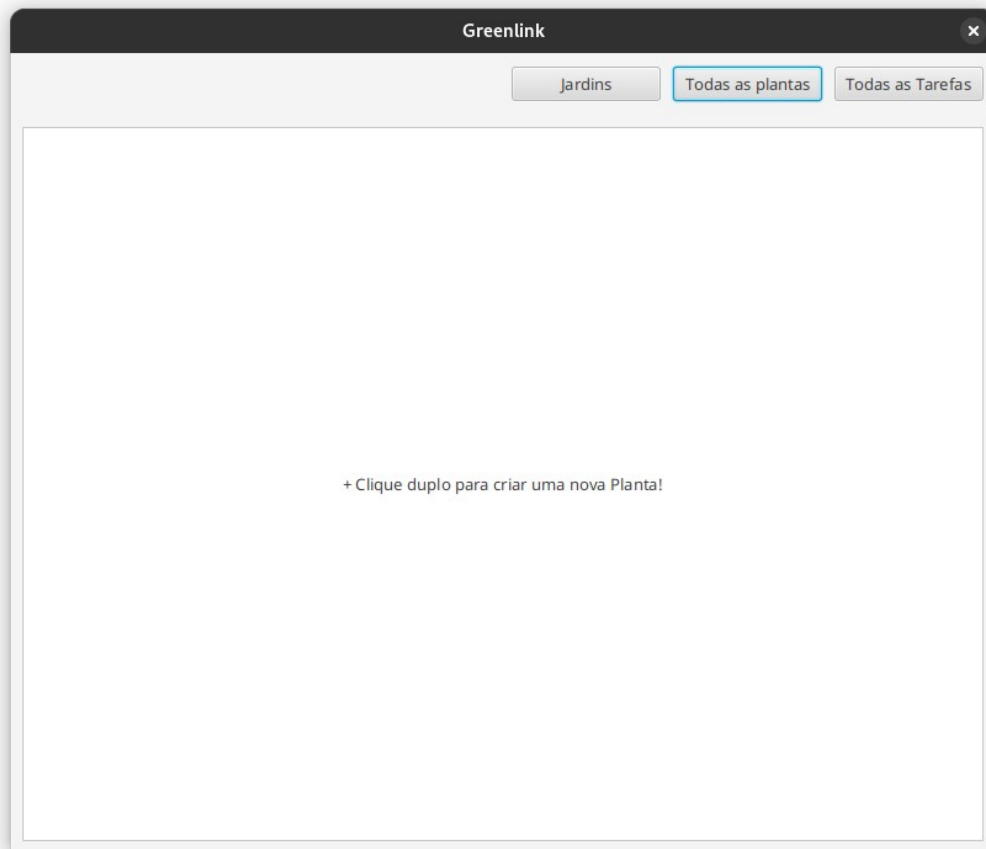 Greenlink
Jardins Todas as plantas Todas as Tarefas
+ Clique duplo para criar uma nova Planta!